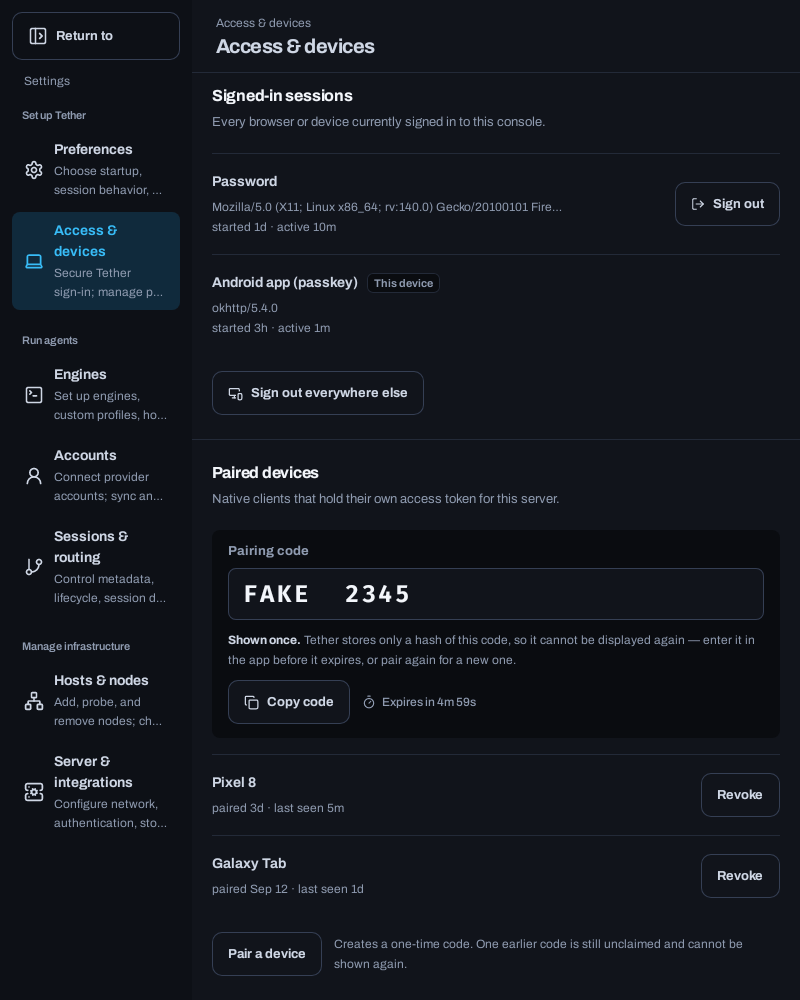 Return to
Settings
Set up Tether
Preferences
Choose startup,
session behavior, ...
Access &
devices
Secure Tether
sign-in; manage p...
Run agents
Engines
Set up engines,
custom profiles, ho...
Accounts
Connect provider
accounts; sync an...
Sessions &
routing
Control metadata,
lifecycle, session d...
Manage infrastructure
Hosts & nodes
Add, probe, and
remove nodes; ch...
Server &
integrations
Configure network,
authentication, sto...
Access & devices
Access & devices
Signed-in sessions
Every browser or device currently signed in to this console.
Password
Mozilla/5.0 (X11; Linux x86_64; rv:140.0) Gecko/20100101 Fire...
started 1d · active 10m
Sign out
Android app (passkey) This device
okhttp/5.4.0
started 3h · active 1m
Sign out everywhere else
Paired devices
Native clients that hold their own access token for this server.
Pairing code
FAKE 2345
Shown once. Tether stores only a hash of this code, so it cannot be displayed again — enter it in
the app before it expires, or pair again for a new one.
Copy code Expires in 4m 59s
Pixel 8
paired 3d · last seen 5m
Revoke
Galaxy Tab
paired Sep 12 · last seen 1d
Revoke
Pair a device
Creates a one-time code. One earlier code is still unclaimed and cannot be
shown again.